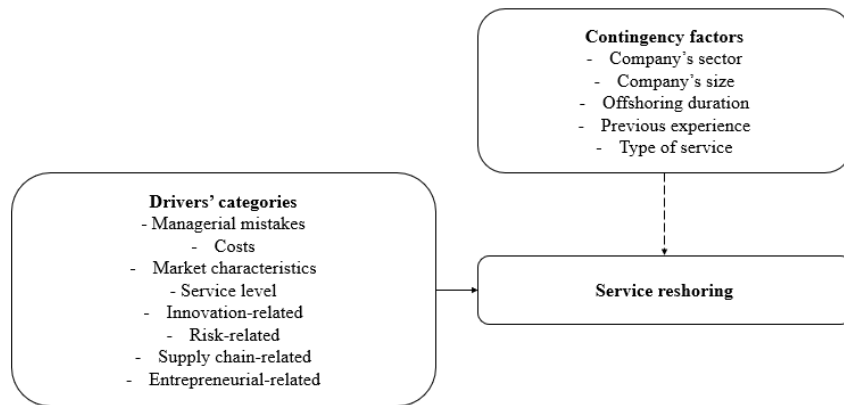 Contingency factors
- Company's sector
- Company's size
- Offshoring duration
- Previous experience
- Type of service
Drivers' categories
- Managerial mistakes
- Costs
- Market characteristics
- Service level
- Innovation-related
- Risk-related
- Supply chain-related
- Entrepreneurial-related
Service reshoring